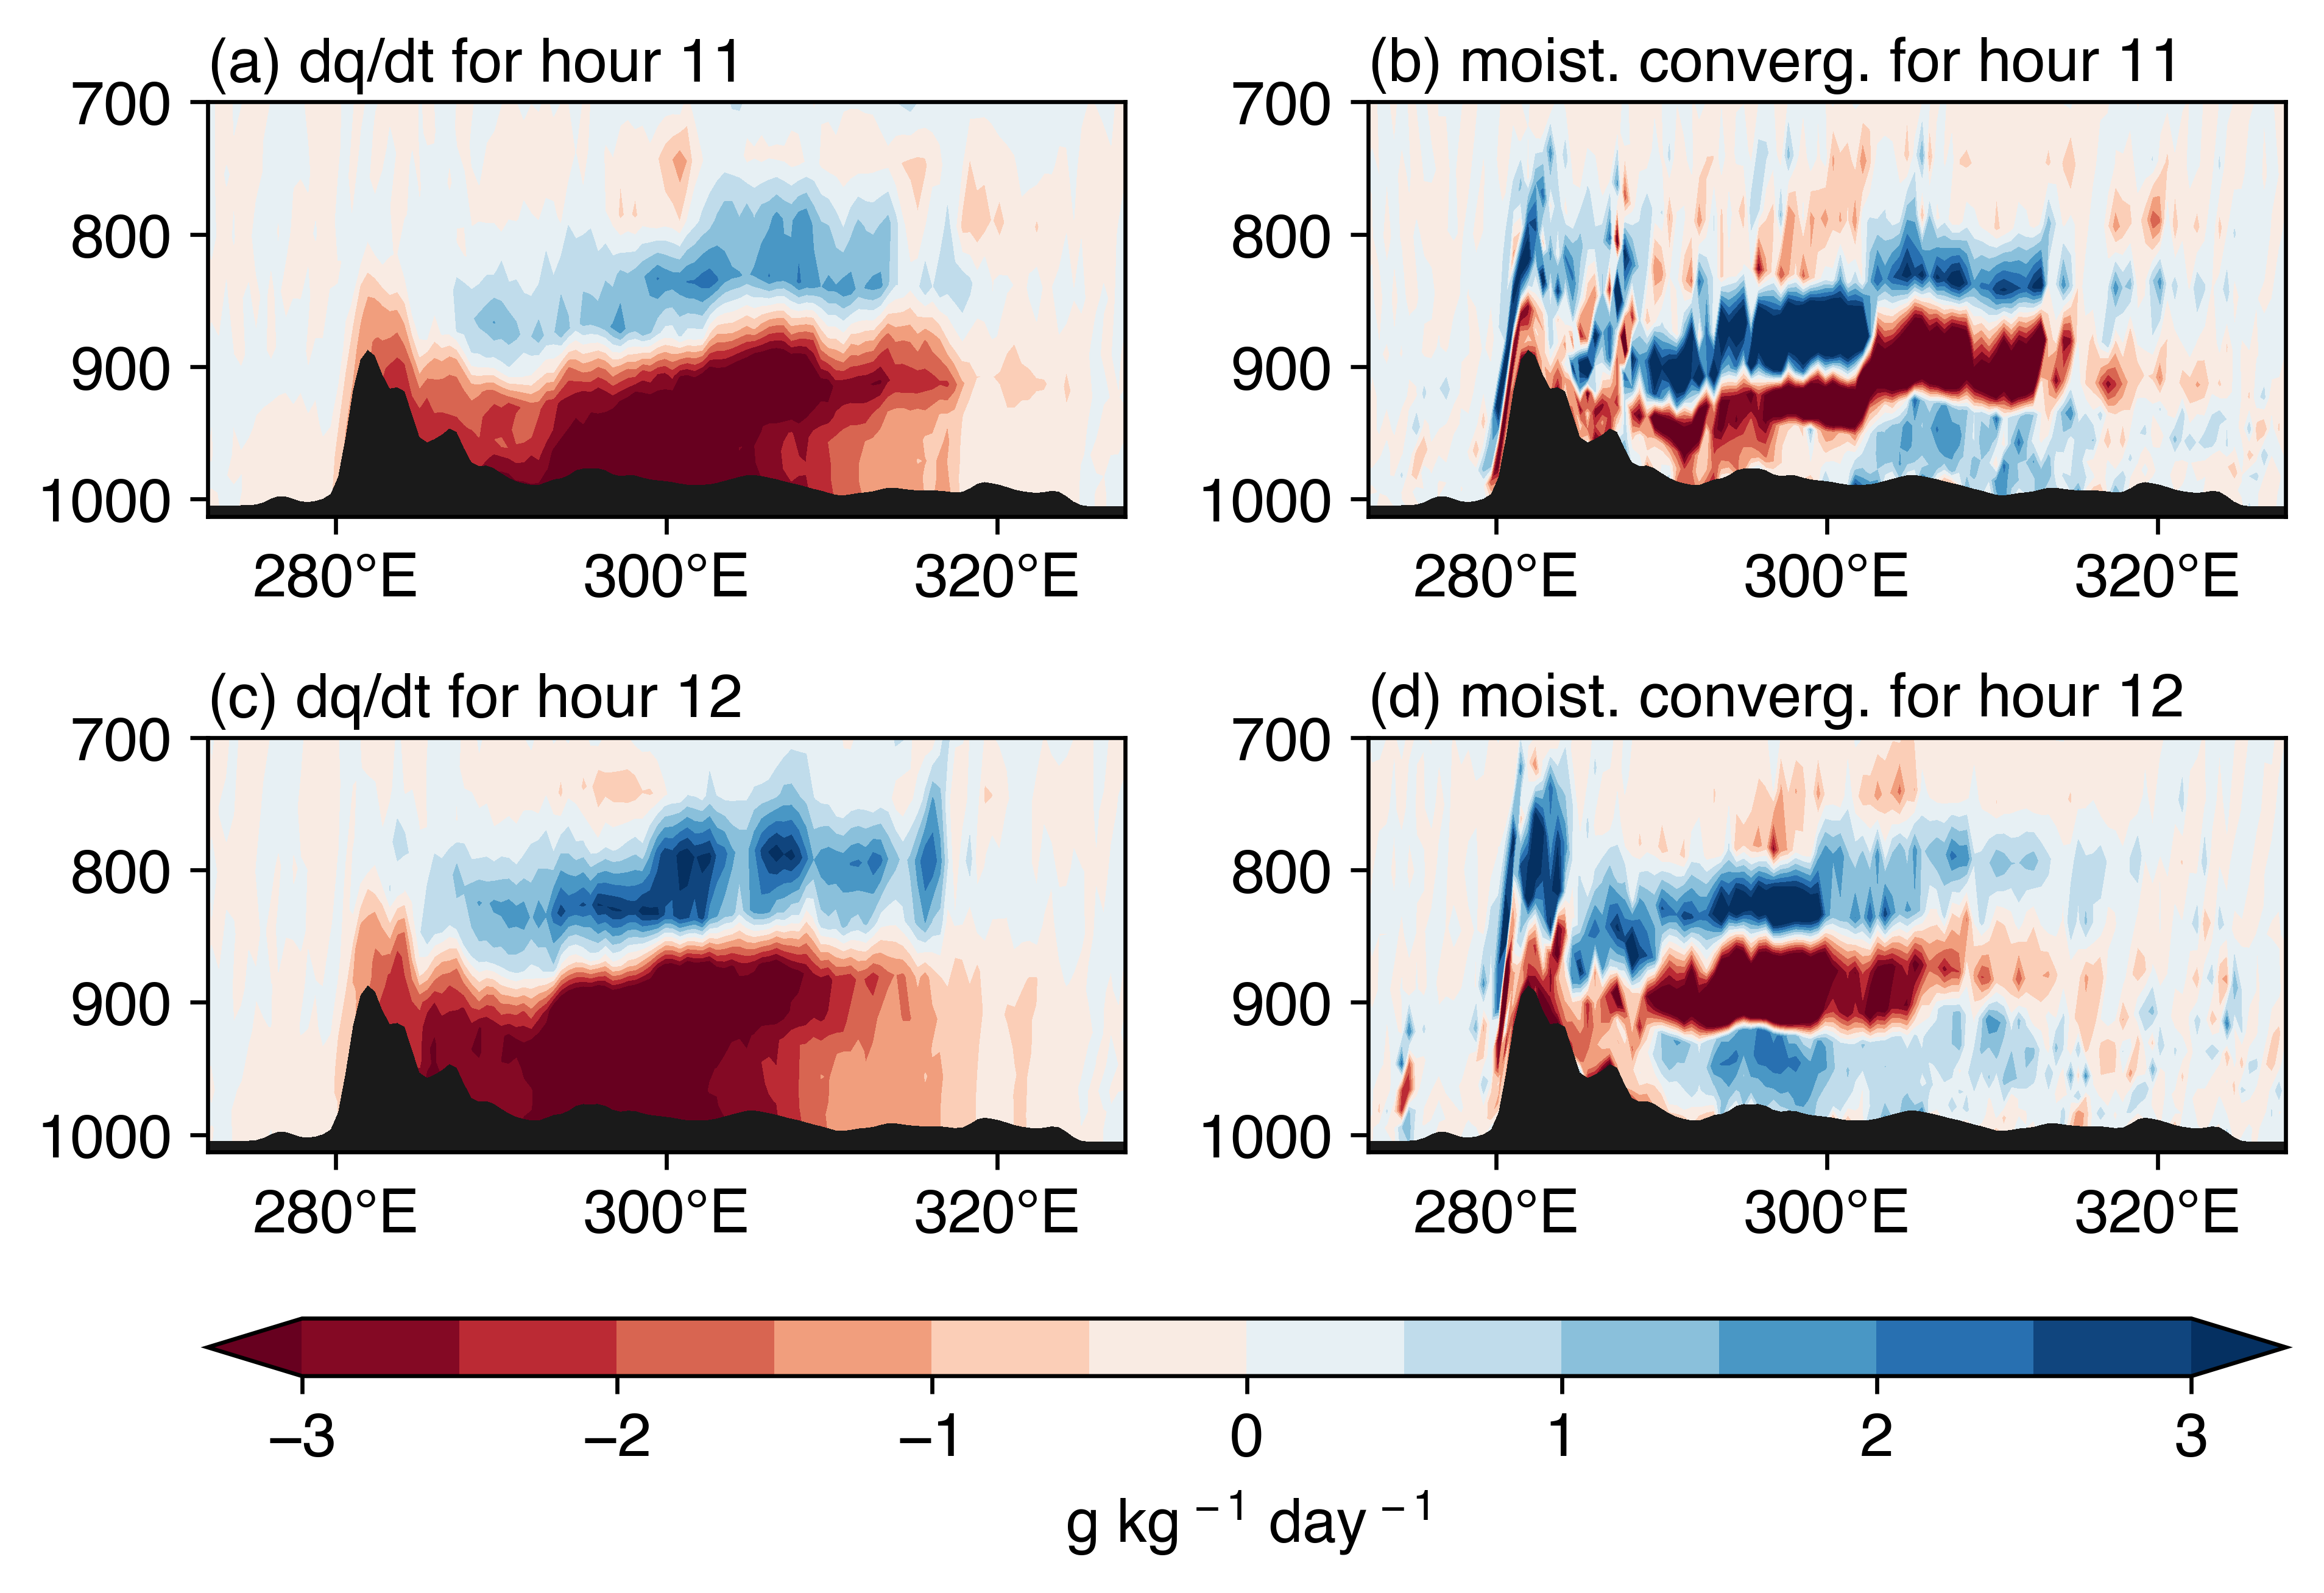 (a) dq/dt for hour 11
700
800
900
1000
280°E 300°E 320°E
(b) moist. converg. for hour 11
700
800
900
1000
280°E 300°E 320°E
(c) dq/dt for hour 12
700
800
900
1000
280°E 300°E 320°E
(d) moist. converg. for hour 12
700
800
900
1000
280°E 300°E 320°E
−3 −2 −1 0 1 2 3
g kg⁻¹ day⁻¹